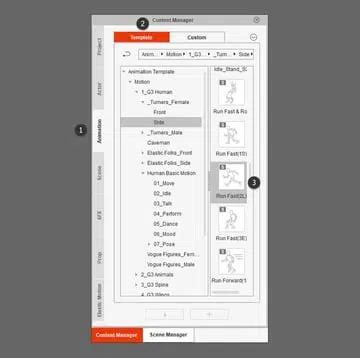 Content Manager
2
Template
Custom
Anim...
Motion
1_G3...
_Turners...
Side
Project
Actor
1
Animation
Scene
SFX
Prop
Elastic Motion
Animation Template
Motion
1_G3 Human
_Turners_Female
Front
Side
_Turners_Male
Caveman
Elastic Folks_Front
Elastic Folks_Side
Human Basic Motion
01_Move
02_Idle
03_Talk
04_Perform
05_Dance
06_Mood
07_Pose
Vogue Figures_Fem...
Vogue Figures_Male
2_G3 Animals
3_G3 Spine
4_G3 Wings
Idle_Stand_S
Run Fast & Ro
Run Fast(1S)
3
Run Fast(2L)
Run Fast(3E)
Run Forward(1
Content Manager
Scene Manager